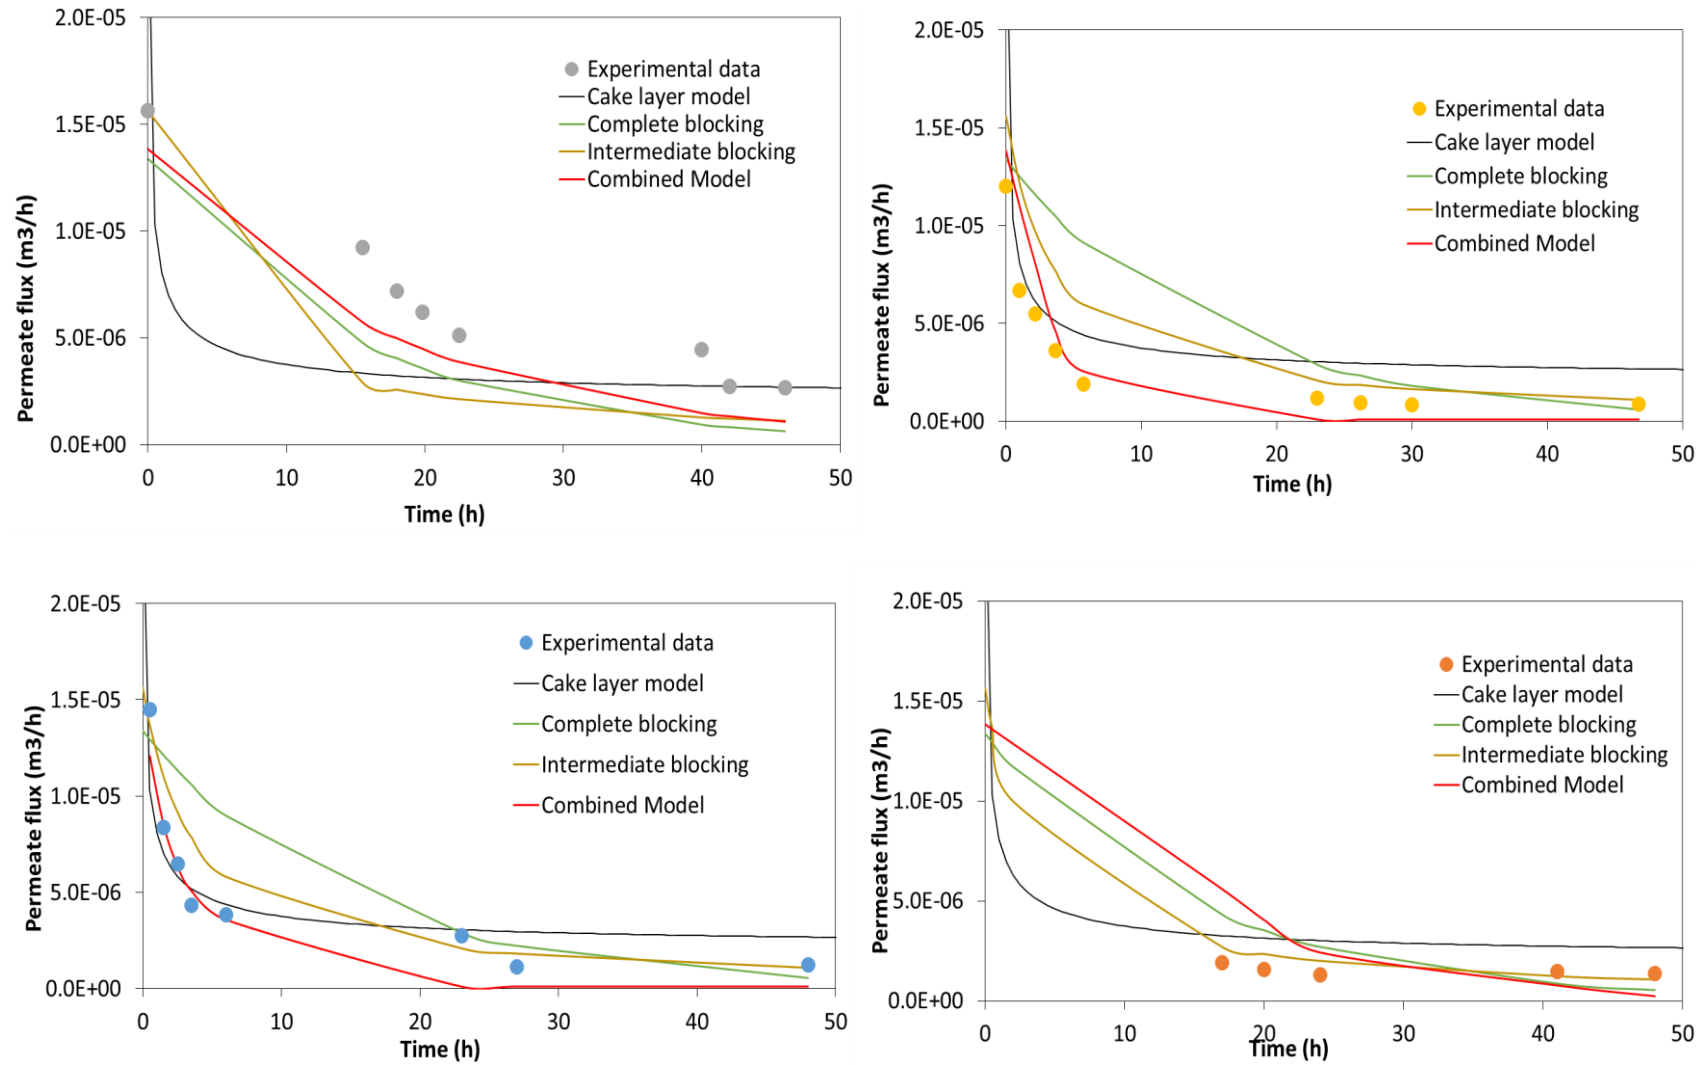 2.0E-05
1.5E-05
1.0E-05
5.0E-06
0.0E+00
Permeate flux (m3/h)
Experimental data
Cake layer model
Complete blocking
Intermediate blocking
Combined Model
0 10 20 30 40 50
Time (h)
2.0E-05
1.5E-05
1.0E-05
5.0E-06
0.0E+00
Permeate flux (m3/h)
Experimental data
Cake layer model
Complete blocking
Intermediate blocking
Combined Model
0 10 20 30 40 50
Time (h)
2.0E-05
1.5E-05
1.0E-05
5.0E-06
0.0E+00
Permeate flux (m3/h)
Experimental data
Cake layer model
Complete blocking
Intermediate blocking
Combined Model
0 10 20 30 40 50
Time (h)
2.0E-05
1.5E-05
1.0E-05
5.0E-06
0.0E+00
Permeate flux (m3/h)
Experimental data
Cake layer model
Complete blocking
Intermediate blocking
Combined Model
0 10 20 30 40 50
Time (h)